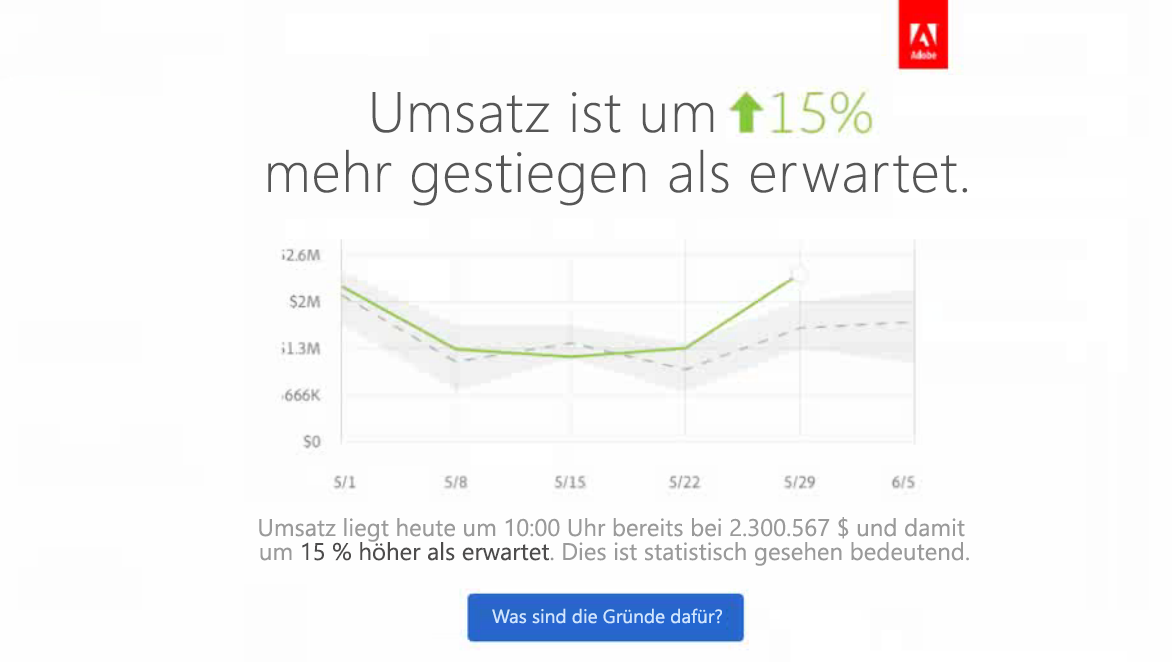 Adobe
Umsatz ist um 15%
mehr gestiegen als erwartet.
$2.6M
$2M
$1.3M
$666K
$0
5/1 5/8 5/15 5/22 5/29 6/5
Umsatz liegt heute um 10:00 Uhr bereits bei 2.300.567 $ und damit
um 15 % höher als erwartet. Dies ist statistisch gesehen bedeutend.
Was sind die Gründe dafür?